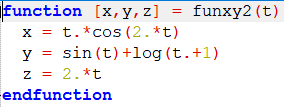 function [x,y,z] = funxy2(t)
x = t.*cos(2.*t)
y = sin(t)+log(t.+1)
z = 2.*t
endfunction